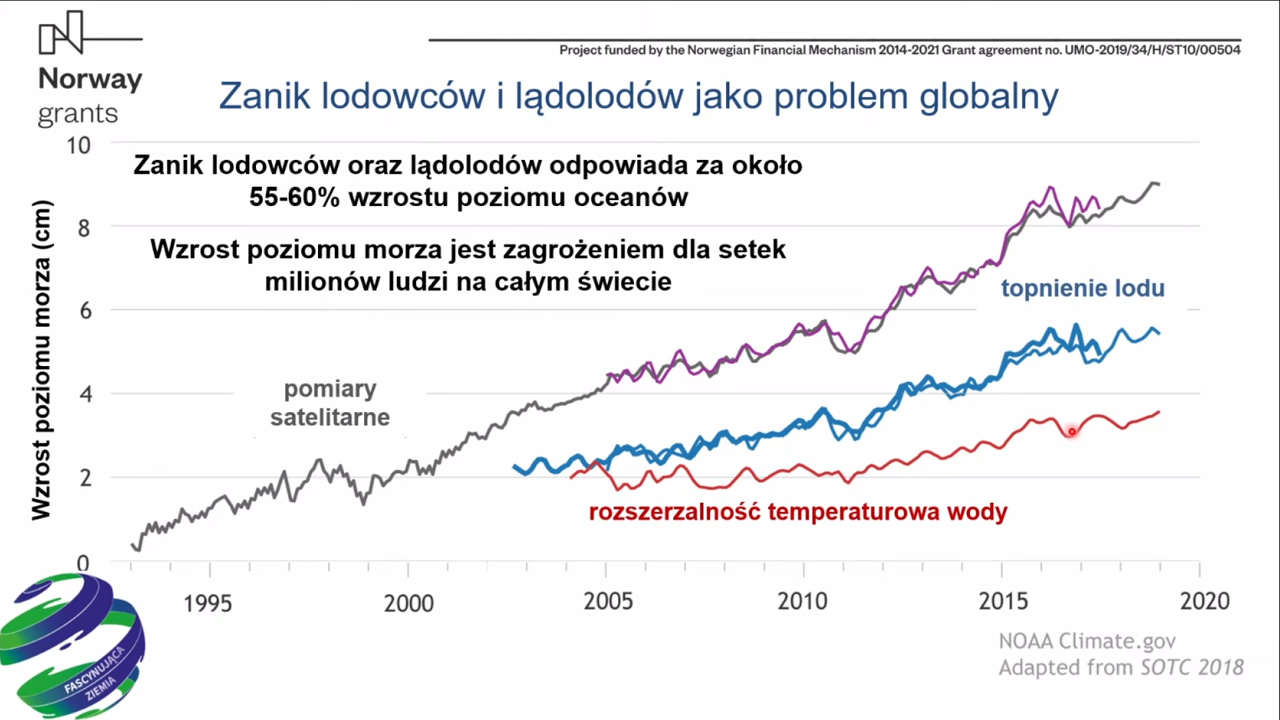 Norway
grants
Project funded by the Norwegian Financial Mechanism 2014-2021 Grant agreement no. UMO-2019/34/H/ST10/00504
Zanik lodowców i lądolodów jako problem globalny
Zanik lodowców oraz lądolodów odpowiada za około
55-60% wzrostu poziomu oceanów
Wzrost poziomu morza jest zagrożeniem dla setek
milionów ludzi na całym świecie
Wzrost poziomu morza (cm)
10
8
6
4
2
0
topnienie lodu
pomiary
satelitarne
rozszerzalność temperaturowa wody
1995 2000 2005 2010 2015 2020
NOAA Climate.gov
Adapted from SOTC 2018
FASCYNUJĄCA
ZIEMIA